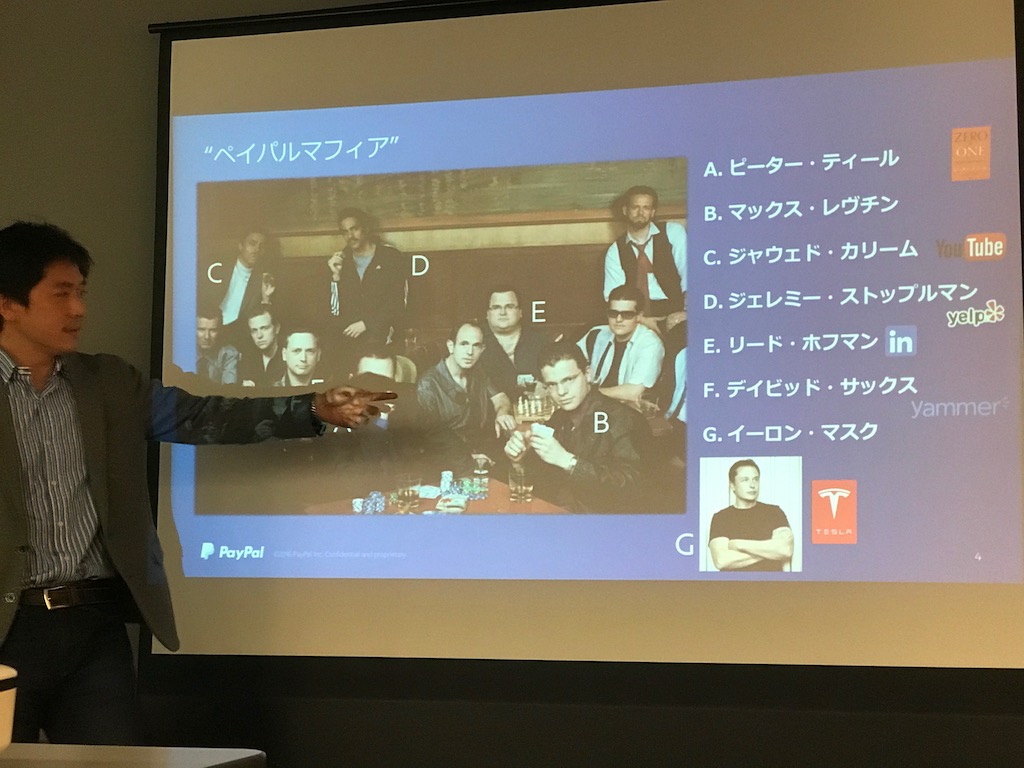 “ペイパルマフィア”
C
D
E
B
A. ピーター・ティール
ZERO
ONE
B. マックス・レヴチン
C. ジャウェド・カリーム
YouTube
D. ジェレミー・ストップルマン
yelp
E. リード・ホフマン
in
F. デイビッド・サックス
yammer
G. イーロン・マスク
G
TESLA
PayPal
©2016 PayPal Inc. Confidential and proprietary.
4